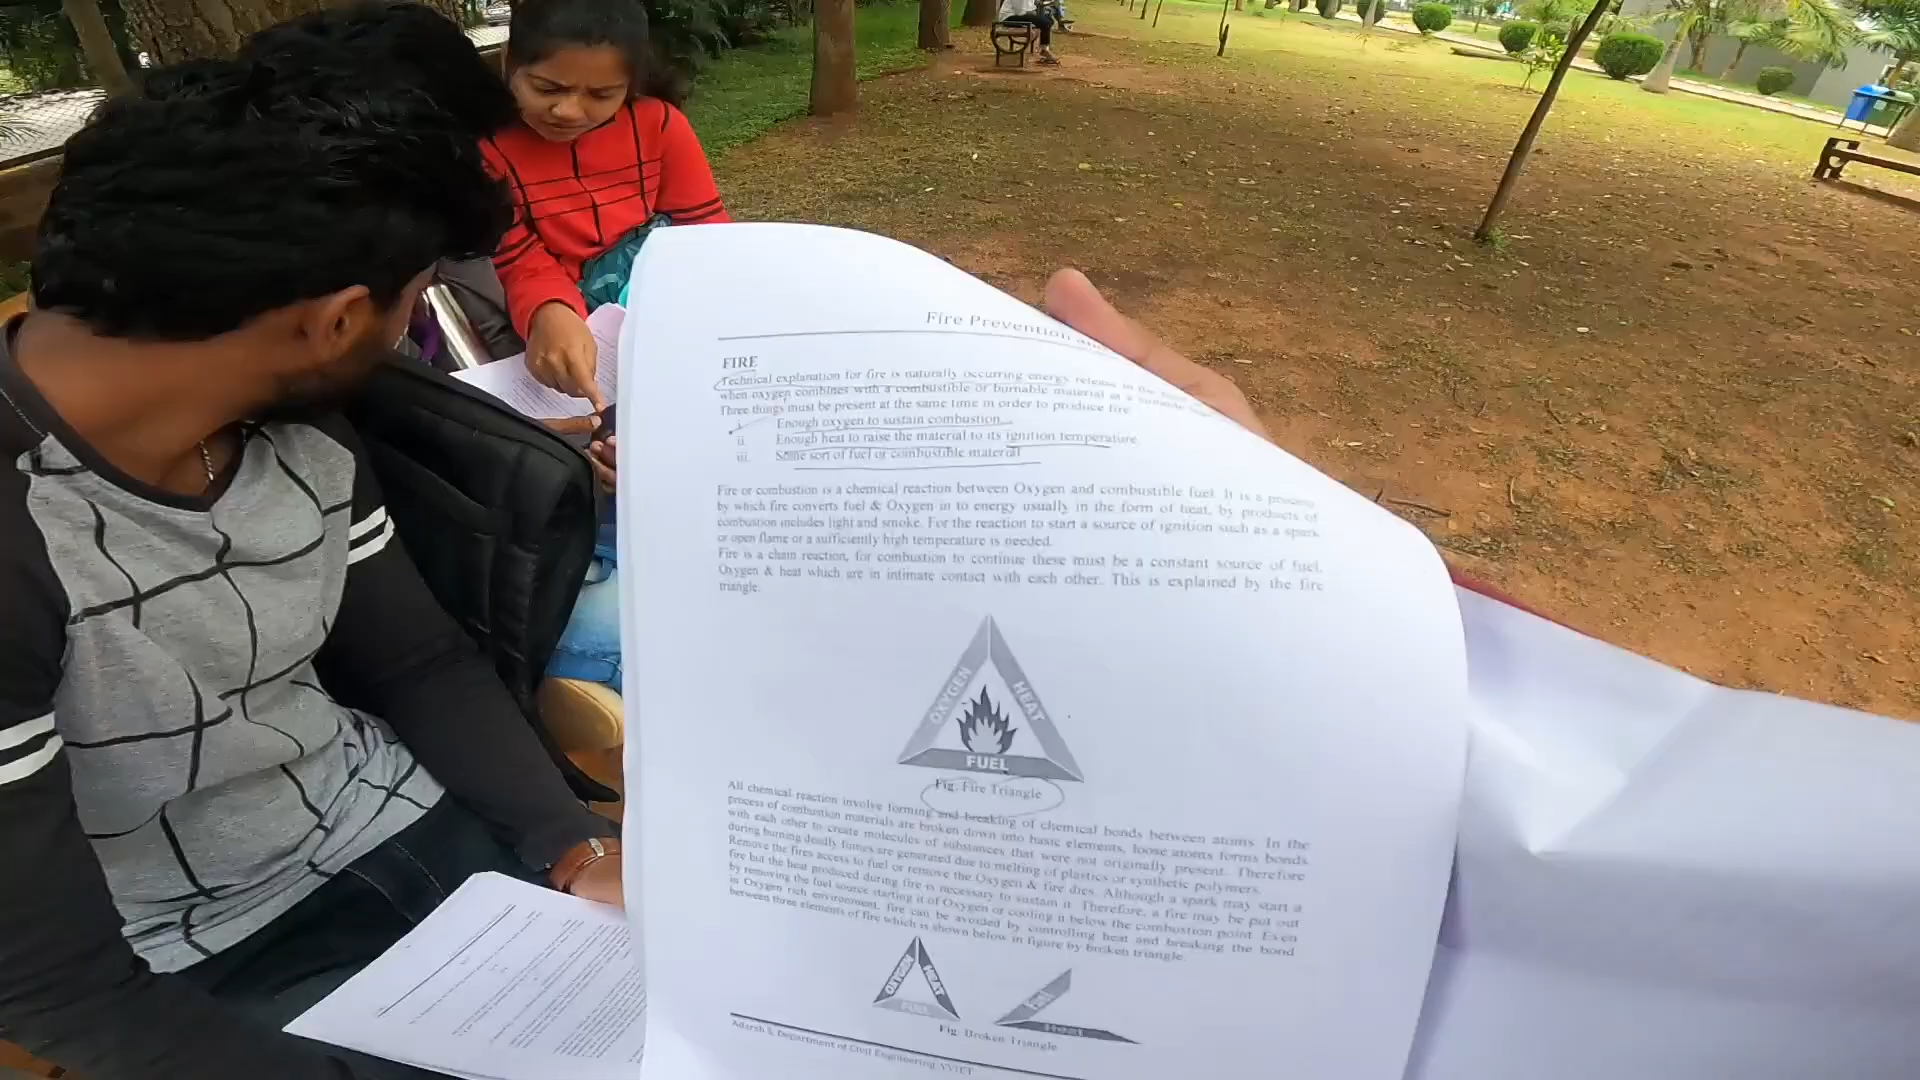 Fire Prevention
FIRE
Technical explanation for fire is naturally occurring energy release in the
when oxygen combines with a combustible or burnable material at a suitable
Three things must be present at the same time in order to produce fire
i. Enough oxygen to sustain combustion
ii. Enough heat to raise the material to its ignition temperature
iii. Some sort of fuel or combustible material
Fire or combustion is a chemical reaction between Oxygen and combustible fuel. It is a process
by which fire converts fuel & Oxygen in to energy usually in the form of heat, by products of
combustion includes light and smoke. For the reaction to start a source of ignition such as a spark
or open flame or a sufficiently high temperature is needed.
Fire is a chain reaction, for combustion to continue these must be a constant source of fuel,
Oxygen & heat which are in intimate contact with each other. This is explained by the fire
triangle.
OXYGEN
HEAT
FUEL
Fig. Fire Triangle
All chemical reaction involve forming and breaking of chemical bonds between atoms. In the
process of combustion materials are broken down into basic elements, loose atoms forms bonds
with each other to create molecules of substances that were not originally present. Therefore
during burning deadly fumes are generated due to melting of plastics or synthetic polymers.
Remove the fires access to fuel or remove the Oxygen & fire dies. Although a spark may start a
fire but the heat produced during fire is necessary to sustain it. Therefore, a fire may be put out
by removing the fuel source starting it of Oxygen or cooling it below the combustion point. Even
in Oxygen rich environment, fire can be avoided by controlling heat and breaking the bond
between three elements of fire which is shown below in figure by broken triangle.
OXYGEN
HEAT
FUEL
Fuel
Heat
Fig. Broken Triangle
Adarsh S, Department of Civil Engineering, VVIET